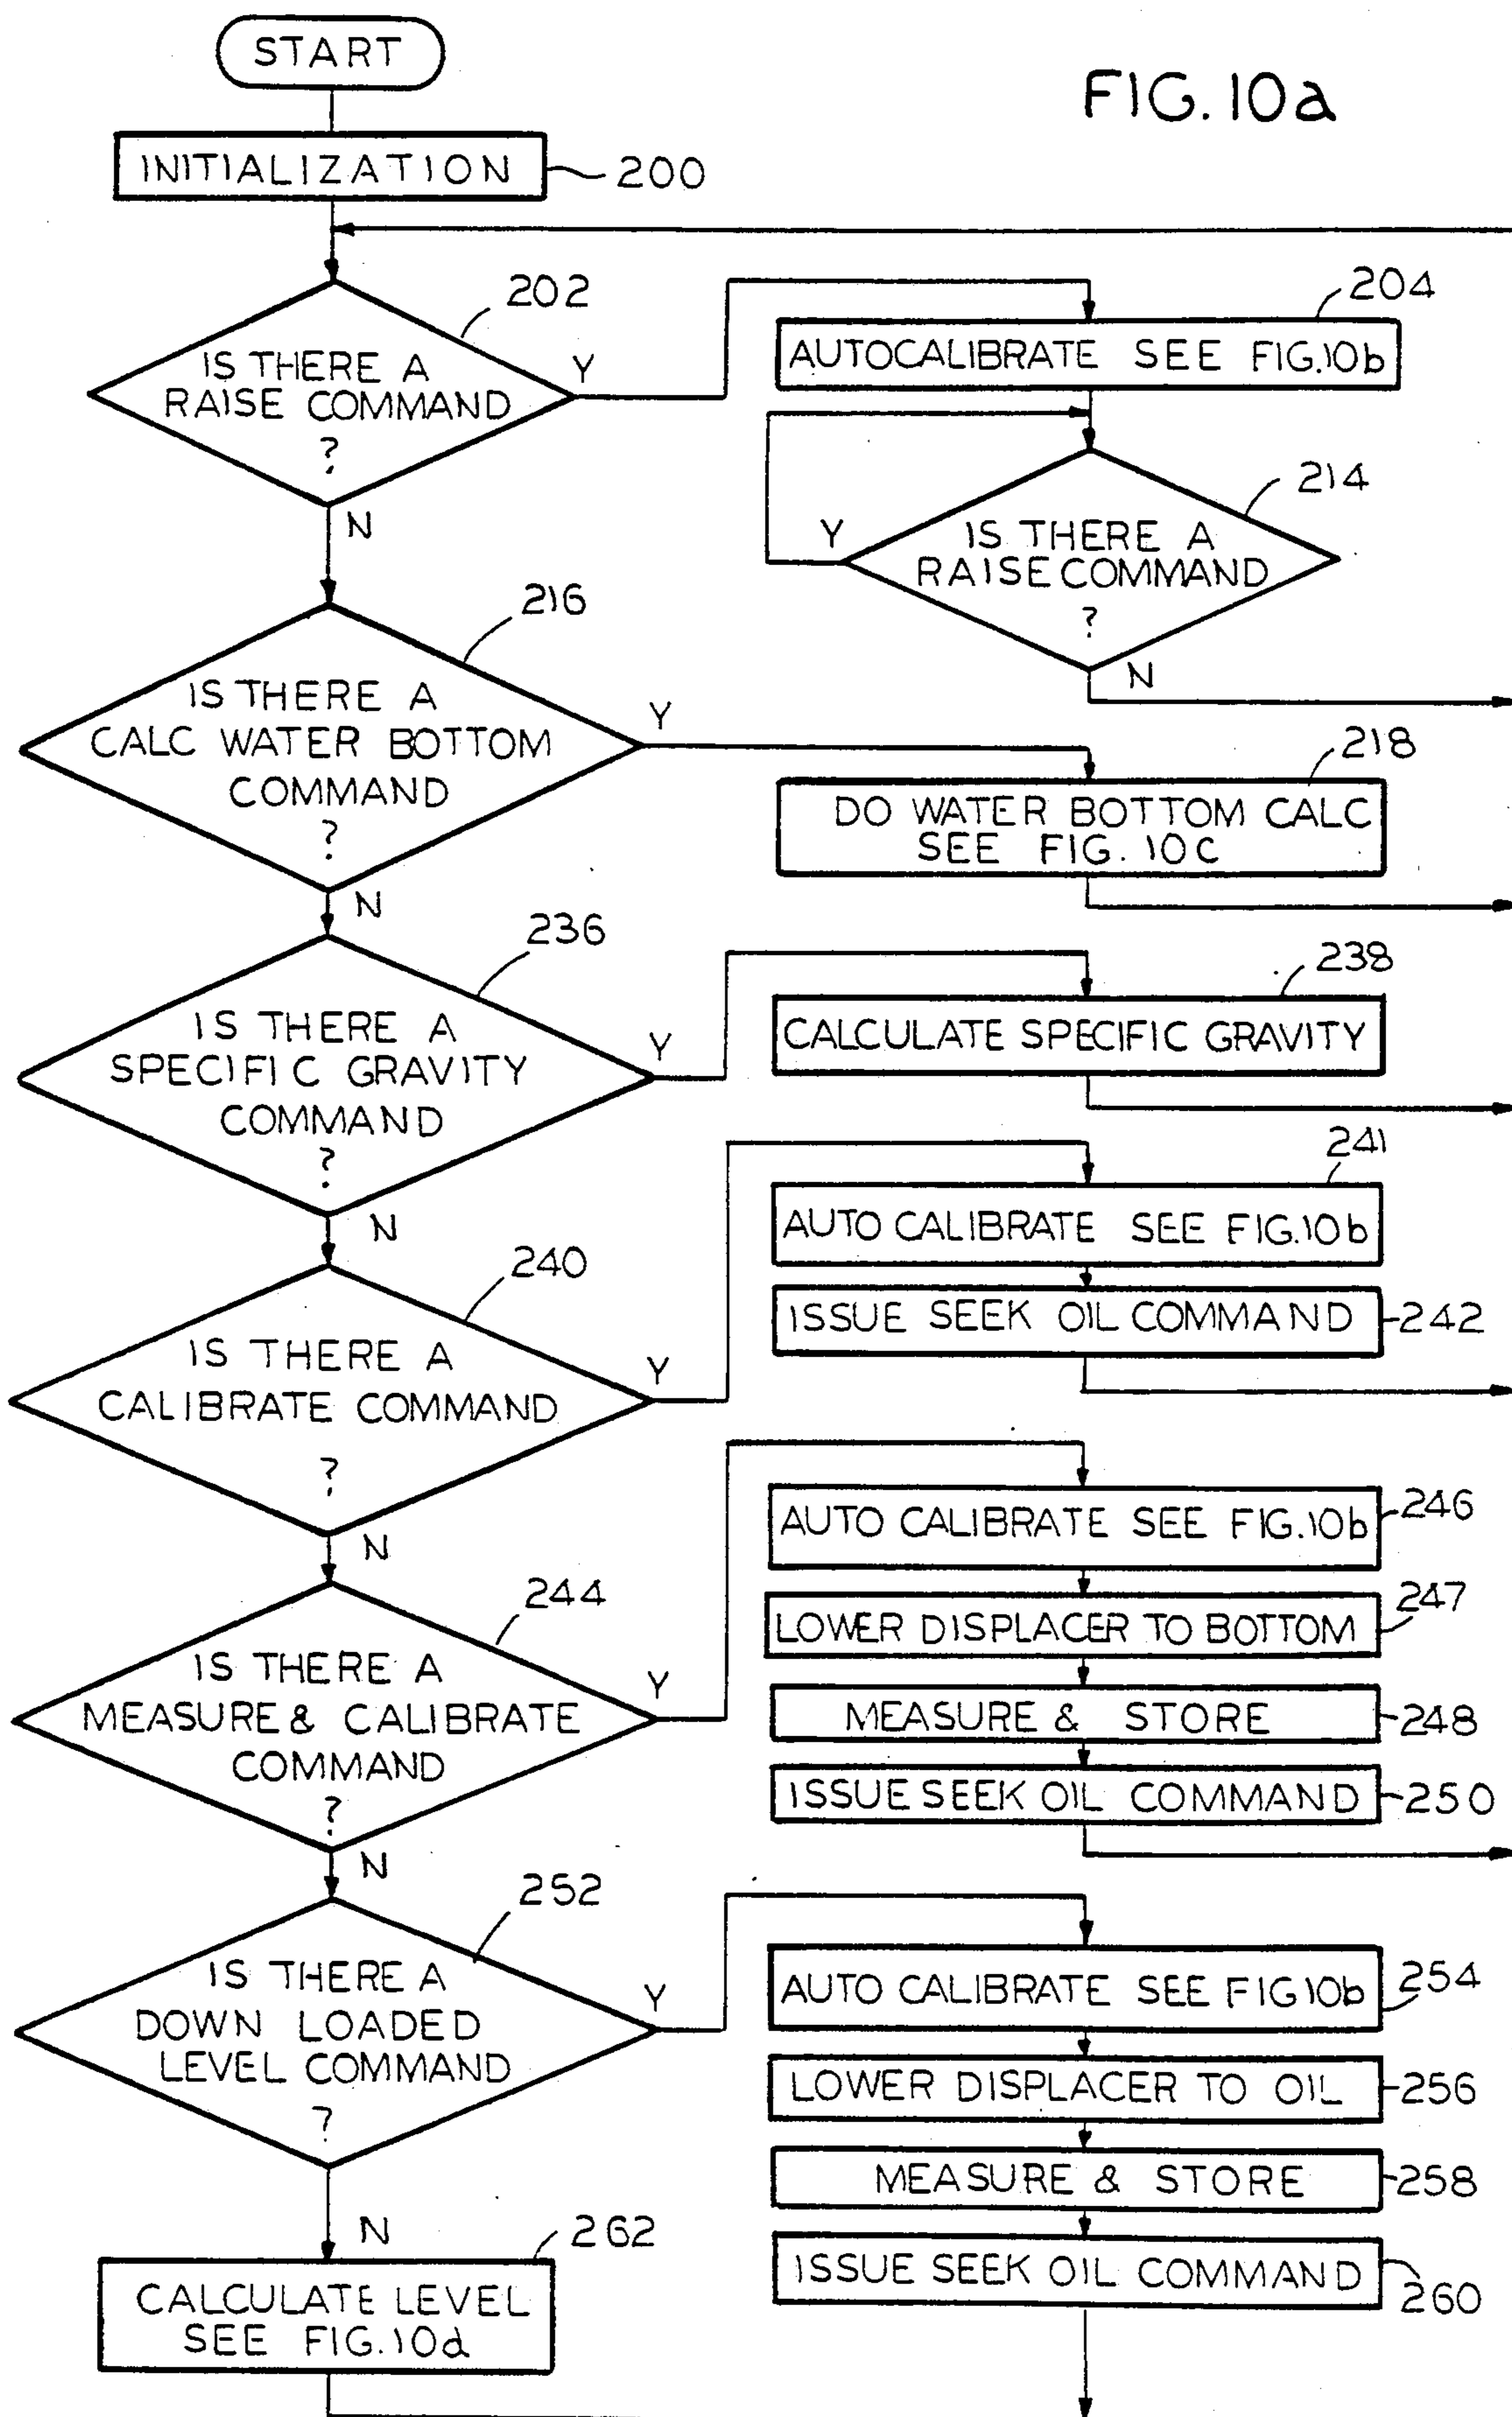 START
FIG. 10a
INITIALIZATION
200
202
IS THERE A
RAISE COMMAND
?
Y
N
204
AUTOCALIBRATE SEE FIG.10b
214
IS THERE A
RAISE COMMAND
?
Y
N
216
IS THERE A
CALC WATER BOTTOM
COMMAND
?
Y
N
218
DO WATER BOTTOM CALC
SEE FIG. 10c
236
IS THERE A
SPECIFIC GRAVITY
COMMAND
?
Y
N
238
CALCULATE SPECIFIC GRAVITY
240
IS THERE A
CALIBRATE COMMAND
?
Y
N
241
AUTO CALIBRATE SEE FIG.10b
ISSUE SEEK OIL COMMAND
242
244
IS THERE A
MEASURE & CALIBRATE
COMMAND
?
Y
N
AUTO CALIBRATE SEE FIG.10b
246
LOWER DISPLACER TO BOTTOM
247
MEASURE & STORE
248
ISSUE SEEK OIL COMMAND
250
252
IS THERE A
DOWN LOADED
LEVEL COMMAND
?
Y
N
AUTO CALIBRATE SEE FIG 10b
254
LOWER DISPLACER TO OIL
256
MEASURE & STORE
258
ISSUE SEEK OIL COMMAND
260
262
CALCULATE LEVEL
SEE FIG.10d